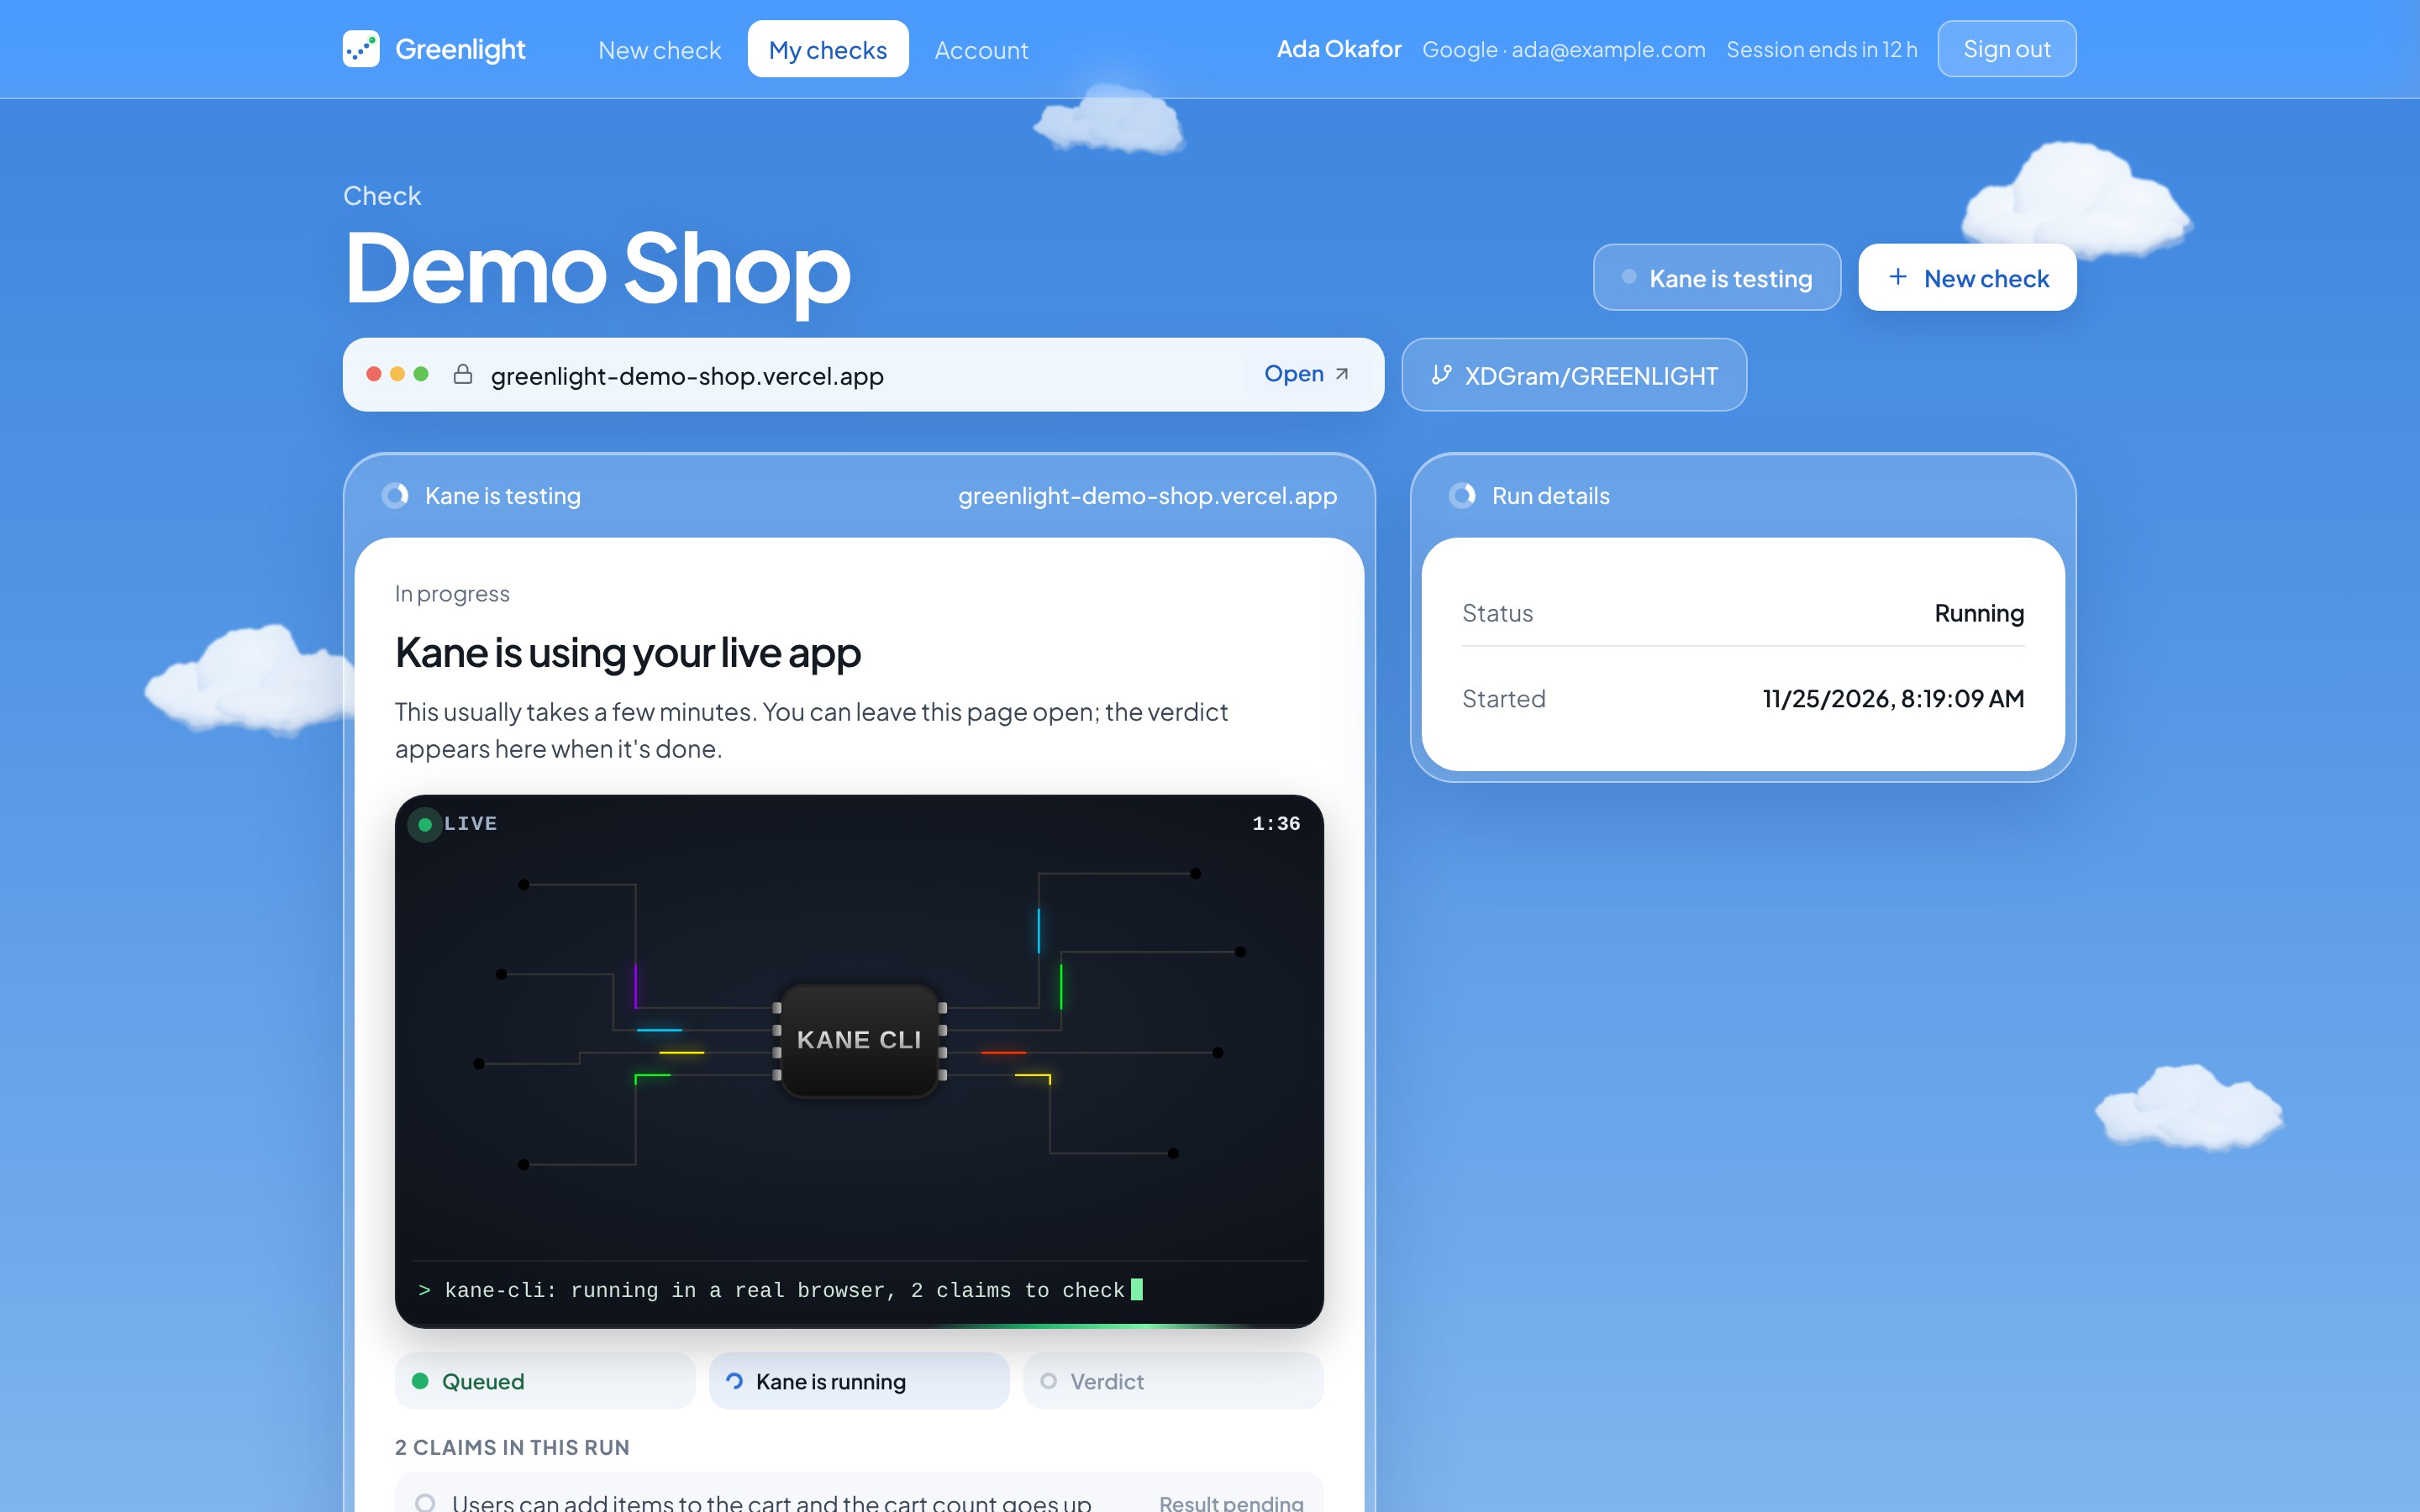 Greenlight
New check
My checks
Account
Ada Okafor
Google · ada@example.com
Session ends in 12 h
Sign out
Check
Demo Shop
Kane is testing
+ New check
greenlight-demo-shop.vercel.app
Open
XDGram/GREENLIGHT
Kane is testing
greenlight-demo-shop.vercel.app
In progress
Kane is using your live app
This usually takes a few minutes. You can leave this page open; the verdict
appears here when it's done.
LIVE
1:36
KANE CLI
> kane-cli: running in a real browser, 2 claims to check
Queued
Kane is running
Verdict
2 CLAIMS IN THIS RUN
Users can add items to the cart and the cart count goes up
Result pending
Run details
Status
Running
Started
11/25/2026, 8:19:09 AM